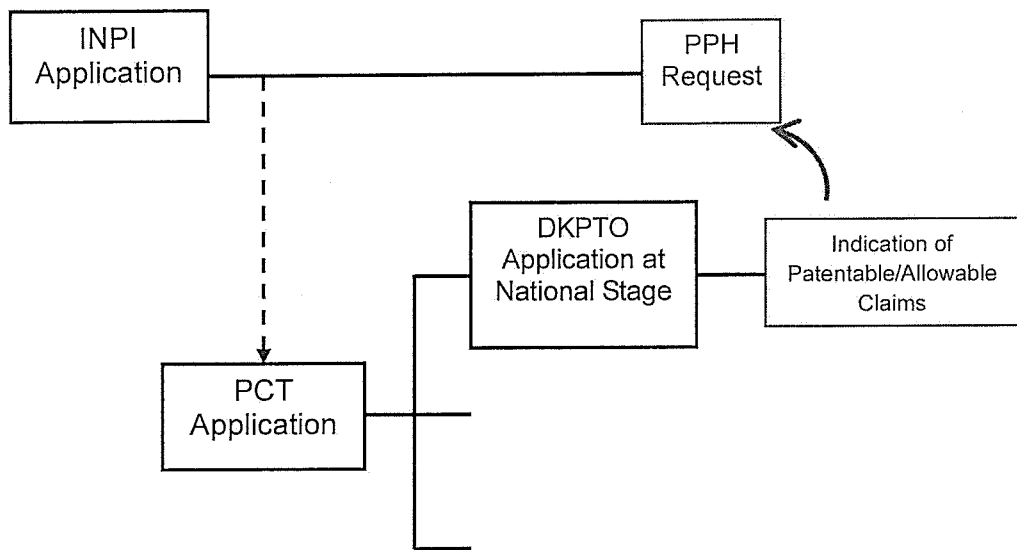 INPI
Application
PPH
Request
DKPTO
Application at
National Stage
Indication of
Patentable/Allowable
Claims
PCT
Application